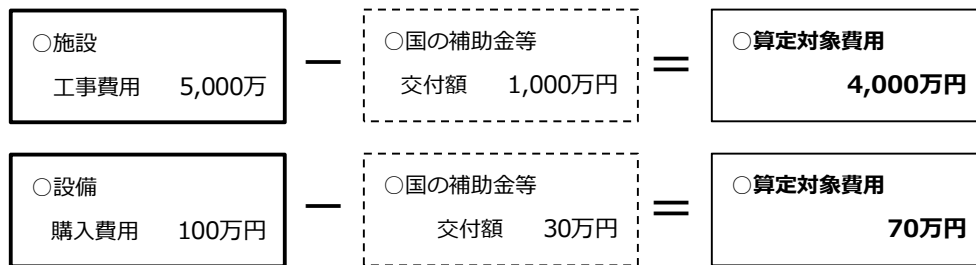 ○施設 ○国の補助金等 ○算定対象費用
工事費用 5,000万 － 交付額 1,000万円 ＝ 4,000万円
○設備 ○国の補助金等 ○算定対象費用
購入費用 100万円 － 交付額 30万円 ＝ 70万円